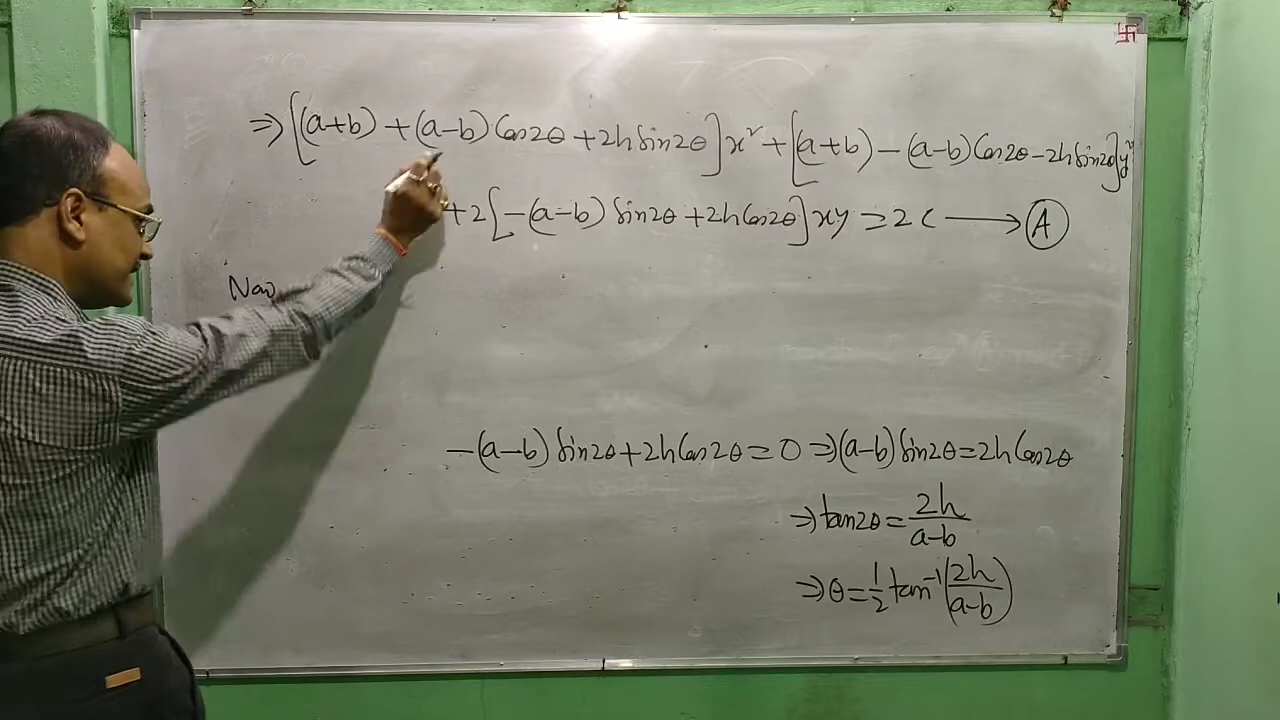 ⇒ [(a+b) + (a-b) Cos2θ + 2h Sin2θ] x² + [(a+b) - (a-b) Cos2θ - 2h Sin2θ] y²
+ 2 [-(a-b) Sin2θ + 2h Cos2θ] xy = 2C ⟶ (A)
Now
-(a-b) Sin2θ + 2h Cos2θ = 0 ⇒ (a-b) Sin2θ = 2h Cos2θ
⇒ tan2θ = 2h/(a-b)
⇒ θ = 1/2 tan⁻¹(2h/(a-b))